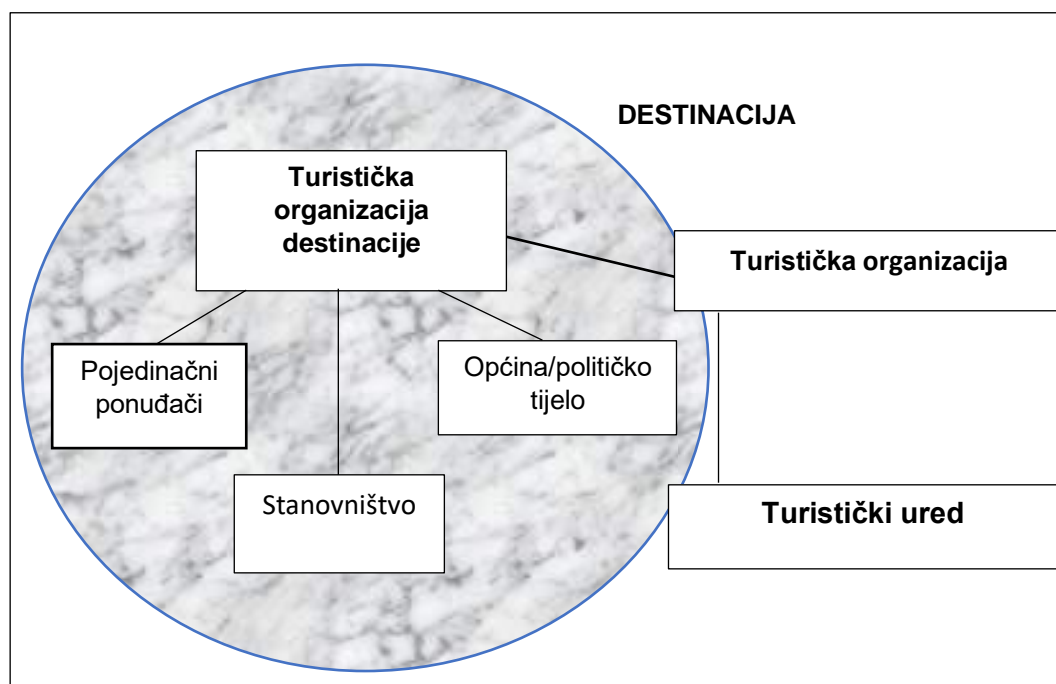 DESTINACIJA
Turistička
organizacija
destinacije
Turistička organizacija
Pojedinačni
ponuđači
Općina/političko
tijelo
Stanovništvo
Turistički ured